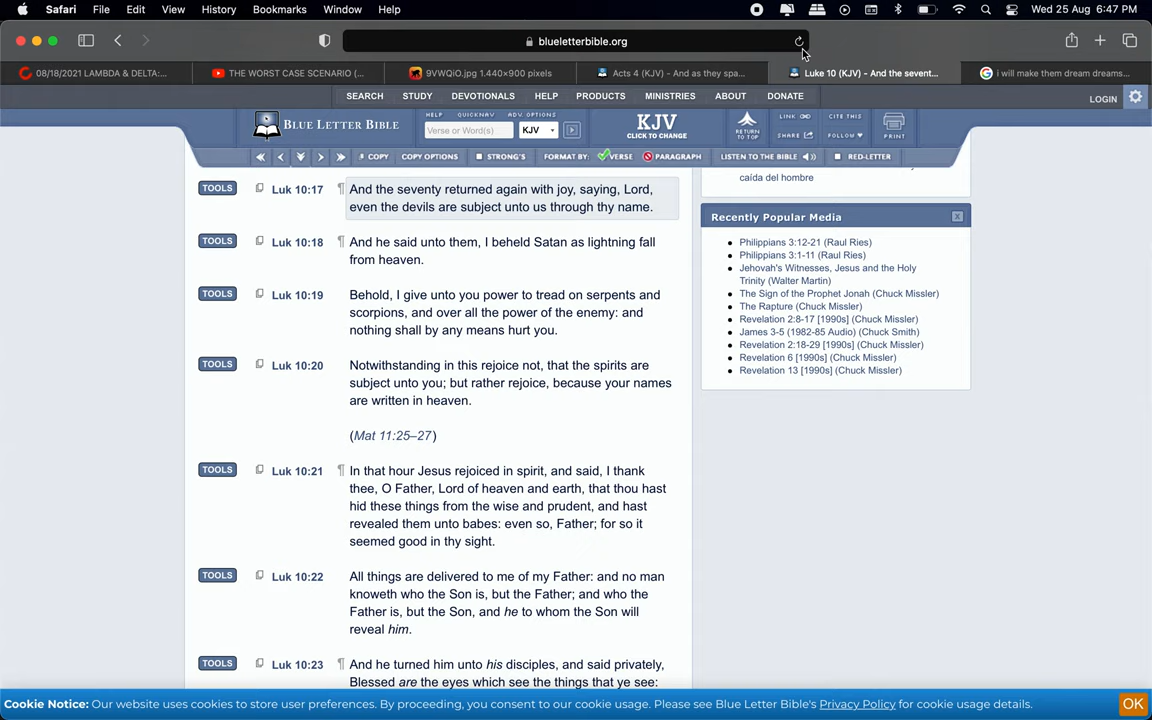 Safari File Edit View History Bookmarks Window Help Wed 25 Aug 6:47 PM
blueletterbible.org
08/18/2021 LAMBDA & DELTA:... THE WORST CASE SCENARIO (... 9VWQiO.jpg 1.440×900 pixels Acts 4 (KJV) - And as they spa... Luke 10 (KJV) - And the sevent... i will make them dream dreams...
SEARCH STUDY DEVOTIONALS HELP PRODUCTS MINISTRIES ABOUT DONATE LOGIN
HELP QUICKNAV ADV. OPTIONS
BLUE LETTER BIBLE Verse or Word(s) KJV KJV CLICK TO CHANGE RETURN TO TOP LINK CITE THIS SHARE FOLLOW PRINT
COPY COPY OPTIONS STRONG'S FORMAT BY: VERSE PARAGRAPH LISTEN TO THE BIBLE RED-LETTER
TOOLS Luk 10:17 ¶ And the seventy returned again with joy, saying, Lord,
even the devils are subject unto us through thy name.
TOOLS Luk 10:18 ¶ And he said unto them, I beheld Satan as lightning fall
from heaven.
TOOLS Luk 10:19 Behold, I give unto you power to tread on serpents and
scorpions, and over all the power of the enemy: and
nothing shall by any means hurt you.
TOOLS Luk 10:20 Notwithstanding in this rejoice not, that the spirits are
subject unto you; but rather rejoice, because your names
are written in heaven.
(Mat 11:25–27)
TOOLS Luk 10:21 ¶ In that hour Jesus rejoiced in spirit, and said, I thank
thee, O Father, Lord of heaven and earth, that thou hast
hid these things from the wise and prudent, and hast
revealed them unto babes: even so, Father; for so it
seemed good in thy sight.
TOOLS Luk 10:22 All things are delivered to me of my Father: and no man
knoweth who the Son is, but the Father; and who the
Father is, but the Son, and he to whom the Son will
reveal him.
TOOLS Luk 10:23 ¶ And he turned him unto his disciples, and said privately,
Blessed are the eyes which see the things that ye see:
caída del hombre
Recently Popular Media
Philippians 3:12-21 (Raul Ries)
Philippians 3:1-11 (Raul Ries)
Jehovah's Witnesses, Jesus and the Holy
Trinity (Walter Martin)
The Sign of the Prophet Jonah (Chuck Missler)
The Rapture (Chuck Missler)
Revelation 2:8-17 [1990s] (Chuck Missler)
James 3-5 (1982-85 Audio) (Chuck Smith)
Revelation 2:18-29 [1990s] (Chuck Missler)
Revelation 6 [1990s] (Chuck Missler)
Revelation 13 [1990s] (Chuck Missler)
Cookie Notice: Our website uses cookies to store user preferences. By proceeding, you consent to our cookie usage. Please see Blue Letter Bible's Privacy Policy for cookie usage details. OK